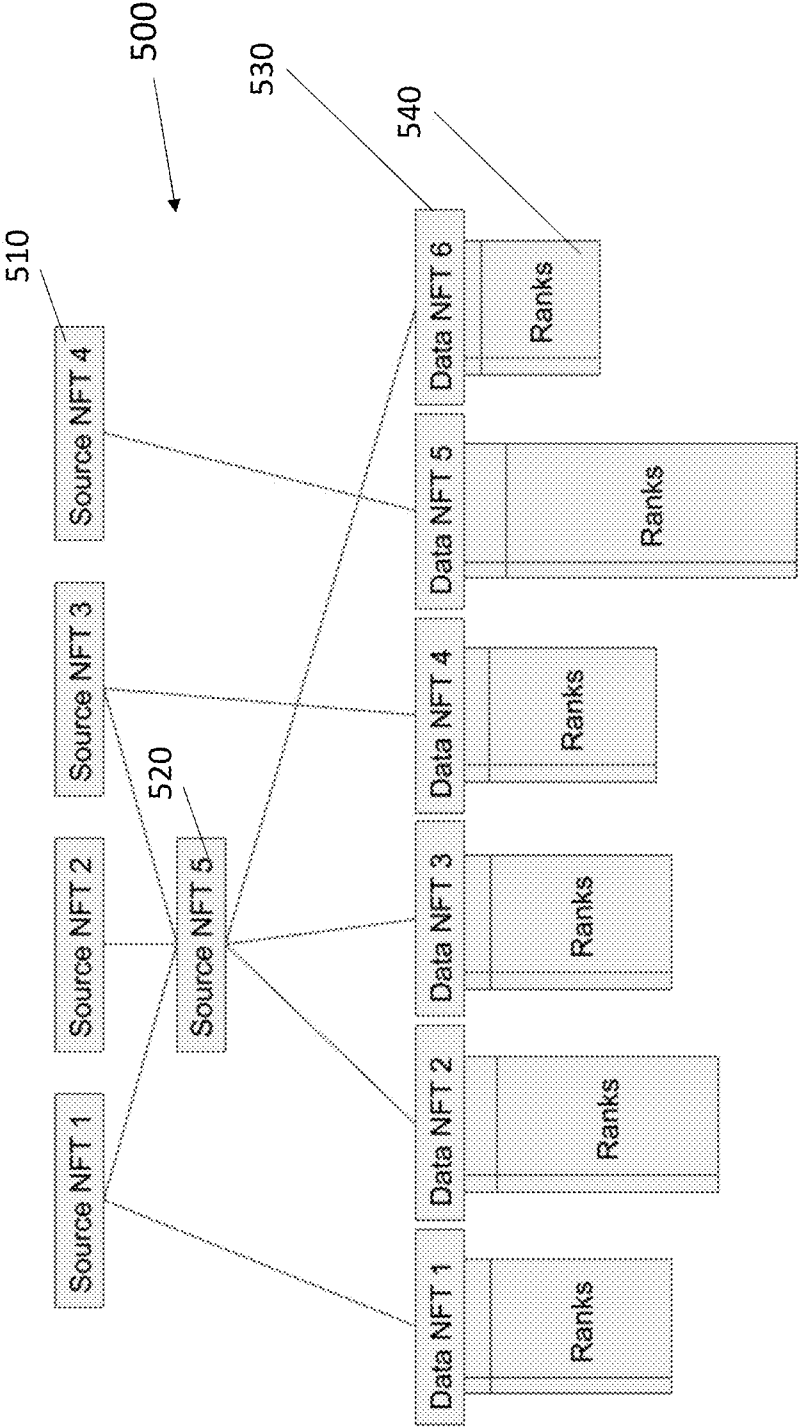 500
510
Source NFT 1
Source NFT 2
Source NFT 3
Source NFT 4
520
Source NFT 5
530
Data NFT 1
Data NFT 2
Data NFT 3
Data NFT 4
Data NFT 5
Data NFT 6
540
Ranks
Ranks
Ranks
Ranks
Ranks
Ranks